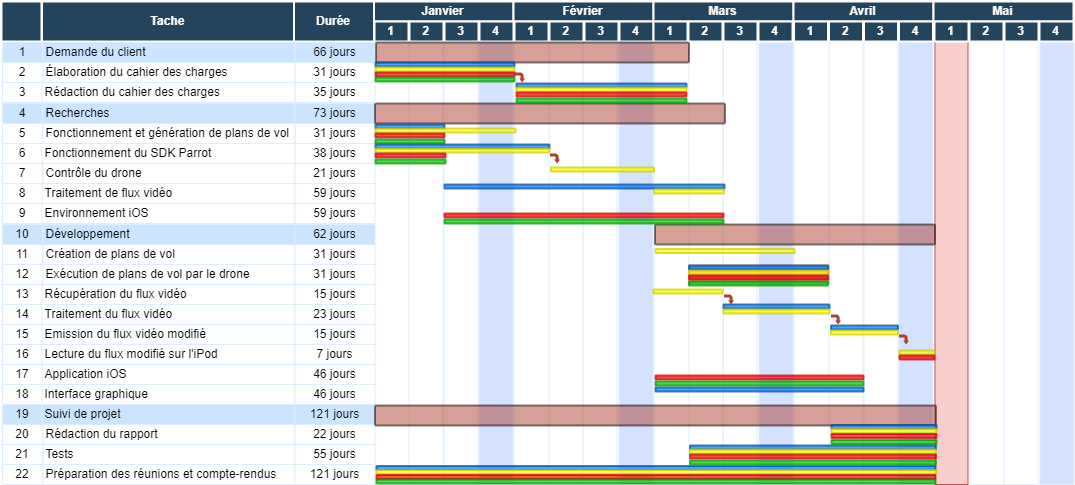 Tache Durée Janvier Février Mars Avril Mai
1 2 3 4 1 2 3 4 1 2 3 4 1 2 3 4 1 2 3 4
1 Demande du client 66 jours
2 Élaboration du cahier des charges 31 jours
3 Rédaction du cahier des charges 35 jours
4 Recherches 73 jours
5 Fonctionnement et génération de plans de vol 31 jours
6 Fonctionnement du SDK Parrot 38 jours
7 Contrôle du drone 21 jours
8 Traitement de flux vidéo 59 jours
9 Environnement iOS 59 jours
10 Développement 62 jours
11 Création de plans de vol 31 jours
12 Exécution de plans de vol par le drone 31 jours
13 Récupération du flux vidéo 15 jours
14 Traitement du flux vidéo 23 jours
15 Emission du flux vidéo modifié 15 jours
16 Lecture du flux modifié sur l'iPod 7 jours
17 Application iOS 46 jours
18 Interface graphique 46 jours
19 Suivi de projet 121 jours
20 Rédaction du rapport 22 jours
21 Tests 55 jours
22 Préparation des réunions et compte-rendus 121 jours